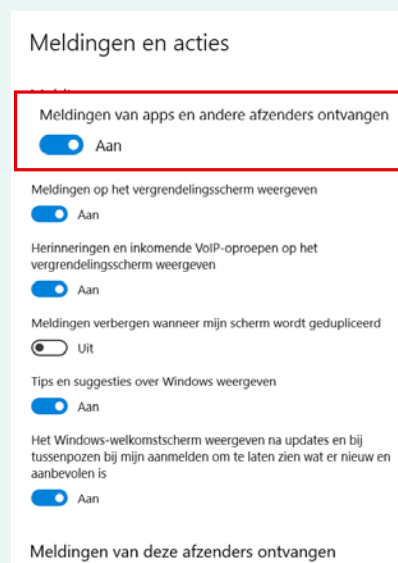 Meldingen en acties
Meldingen van apps en andere afzenders ontvangen
Aan
Meldingen op het vergrendelingsscherm weergeven
Aan
Herinneringen en inkomende VoIP-oproepen op het
vergrendelingsscherm weergeven
Aan
Meldingen verbergen wanneer mijn scherm wordt gedupliceerd
Uit
Tips en suggesties over Windows weergeven
Aan
Het Windows-welkomstscherm weergeven na updates en bij
tussenpozen bij mijn aanmelden om te laten zien wat er nieuw en
aanbevolen is
Aan
Meldingen van deze afzenders ontvangen